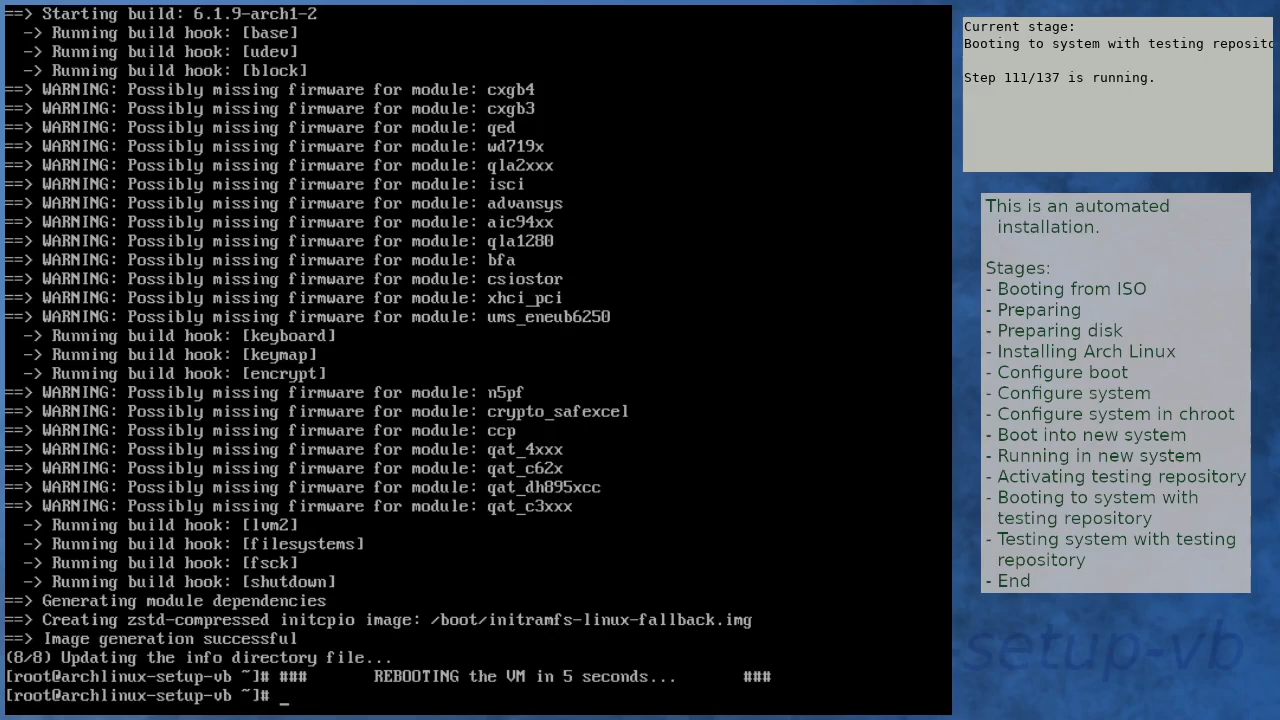 ==> Starting build: 6.1.9-arch1-2
  -> Running build hook: [base]
  -> Running build hook: [udev]
  -> Running build hook: [block]
==> WARNING: Possibly missing firmware for module: cxgb4
==> WARNING: Possibly missing firmware for module: cxgb3
==> WARNING: Possibly missing firmware for module: qed
==> WARNING: Possibly missing firmware for module: wd719x
==> WARNING: Possibly missing firmware for module: qla2xxx
==> WARNING: Possibly missing firmware for module: isci
==> WARNING: Possibly missing firmware for module: advansys
==> WARNING: Possibly missing firmware for module: aic94xx
==> WARNING: Possibly missing firmware for module: qla1280
==> WARNING: Possibly missing firmware for module: bfa
==> WARNING: Possibly missing firmware for module: csiostor
==> WARNING: Possibly missing firmware for module: xhci_pci
==> WARNING: Possibly missing firmware for module: ums_eneub6250
  -> Running build hook: [keyboard]
  -> Running build hook: [keymap]
  -> Running build hook: [encrypt]
==> WARNING: Possibly missing firmware for module: n5pf
==> WARNING: Possibly missing firmware for module: crypto_safexcel
==> WARNING: Possibly missing firmware for module: ccp
==> WARNING: Possibly missing firmware for module: qat_4xxx
==> WARNING: Possibly missing firmware for module: qat_c62x
==> WARNING: Possibly missing firmware for module: qat_dh895xcc
==> WARNING: Possibly missing firmware for module: qat_c3xxx
  -> Running build hook: [lvm2]
  -> Running build hook: [filesystems]
  -> Running build hook: [fsck]
  -> Running build hook: [shutdown]
==> Generating module dependencies
==> Creating zstd-compressed initcpio image: /boot/initramfs-linux-fallback.img
==> Image generation successful
(8/8) Updating the info directory file...
[root@archlinux-setup-vb ~]# ###       REBOOTING the VM in 5 seconds...       ###
[root@archlinux-setup-vb ~]# _
Current stage:
Booting to system with testing reposito
Step 111/137 is running.
This is an automated
installation.
Stages:
- Booting from ISO
- Preparing
- Preparing disk
- Installing Arch Linux
- Configure boot
- Configure system
- Configure system in chroot
- Boot into new system
- Running in new system
- Activating testing repository
- Booting to system with
testing repository
- Testing system with testing
repository
- End
setup-vb